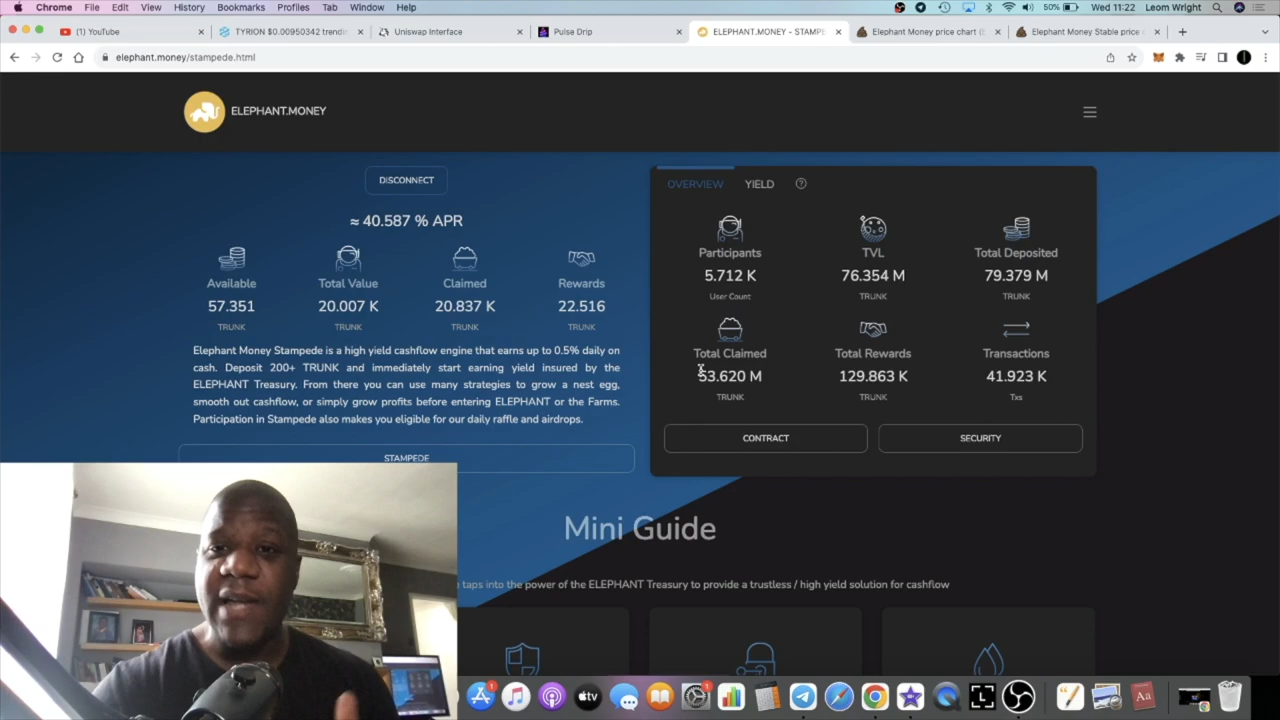 Chrome File Edit View History Bookmarks Profiles Tab Window Help 50% Wed 11:22 Leom Wright
(1) YouTube TYRION $0.00950342 trendin Uniswap Interface Pulse Drip ELEPHANT.MONEY - STAMPE Elephant Money price chart ( Elephant Money Stable price
elephant.money/stampede.html
ELEPHANT.MONEY
DISCONNECT
≈ 40.587 % APR
Available Total Value Claimed Rewards
57.351 20.007 K 20.837 K 22.516
TRUNK TRUNK TRUNK TRUNK
Elephant Money Stampede is a high yield cashflow engine that earns up to 0.5% daily on
cash. Deposit 200+ TRUNK and immediately start earning yield insured by the
ELEPHANT Treasury. From there you can use many strategies to grow a nest egg,
smooth out cashflow, or simply grow profits before entering ELEPHANT or the Farms.
Participation in Stampede also makes you eligible for our daily raffle and airdrops.
STAMPEDE
OVERVIEW YIELD
Participants TVL Total Deposited
5.712 K 76.354 M 79.379 M
User Count TRUNK TRUNK
Total Claimed Total Rewards Transactions
53.620 M 129.863 K 41.923 K
TRUNK TRUNK Txs
CONTRACT SECURITY
Mini Guide
taps into the power of the ELEPHANT Treasury to provide a trustless / high yield solution for cashflow
tv
Aa